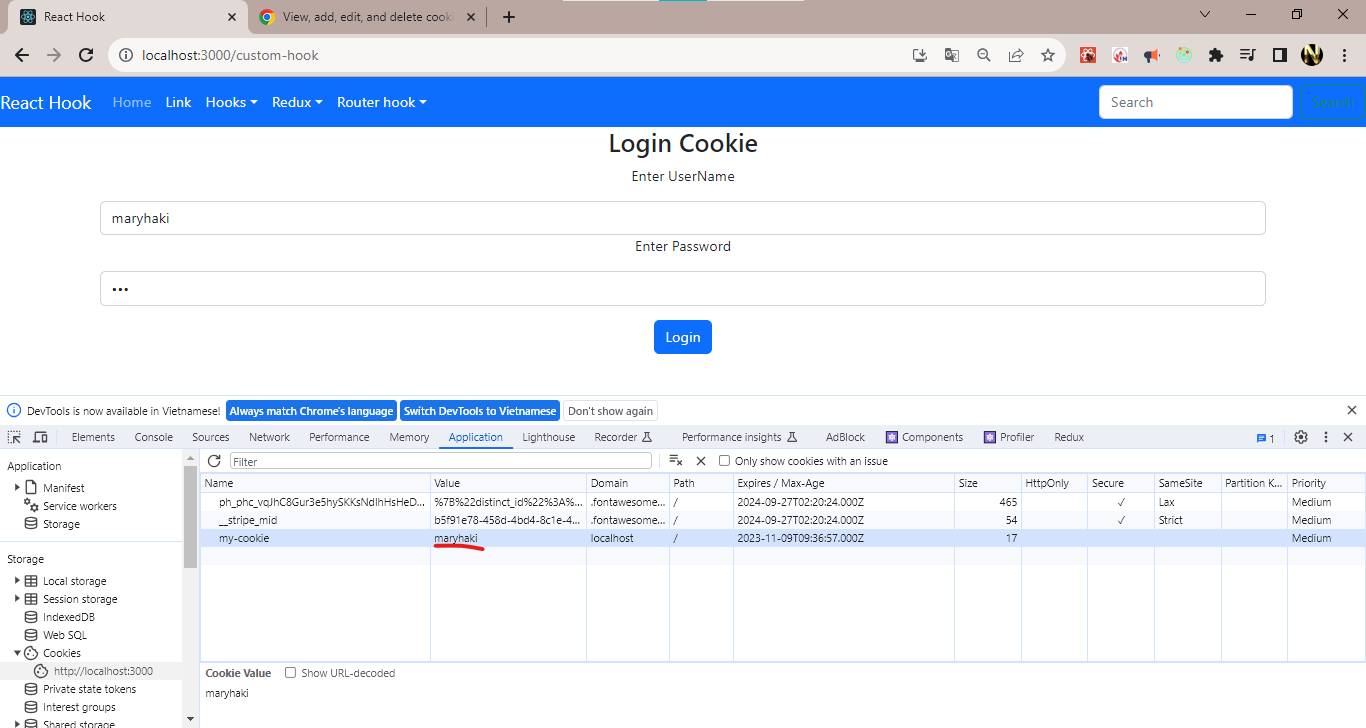 React Hook
View, add, edit, and delete cook
localhost:3000/custom-hook
React Hook Home Link Hooks Redux Router hook Search Search
Login Cookie
Enter UserName
maryhaki
Enter Password
•••
Login
DevTools is now available in Vietnamese! Always match Chrome's language Switch DevTools to Vietnamese Don't show again
Elements Console Sources Network Performance Memory Application Lighthouse Recorder Performance insights AdBlock Components Profiler Redux 1
Application
Manifest
Service workers
Storage
Storage
Local storage
Session storage
IndexedDB
Web SQL
Cookies
http://localhost:3000
Private state tokens
Interest groups
Shared storage
Filter Only show cookies with an issue
Name Value Domain Path Expires / Max-Age Size HttpOnly Secure SameSite Partition K... Priority
%7B%22distinct_id%22%3A%... .fontawesome... / 2024-09-27T02:20:24.000Z 465 ✓ Lax Medium
__stripe_mid b5f91e78-458d-4bd4-8c1e-4... .fontawesome... / 2024-09-27T02:20:24.000Z 54 ✓ Strict Medium
my-cookie maryhaki localhost / 2023-11-09T09:36:57.000Z 17 Medium
Cookie Value Show URL-decoded
maryhaki